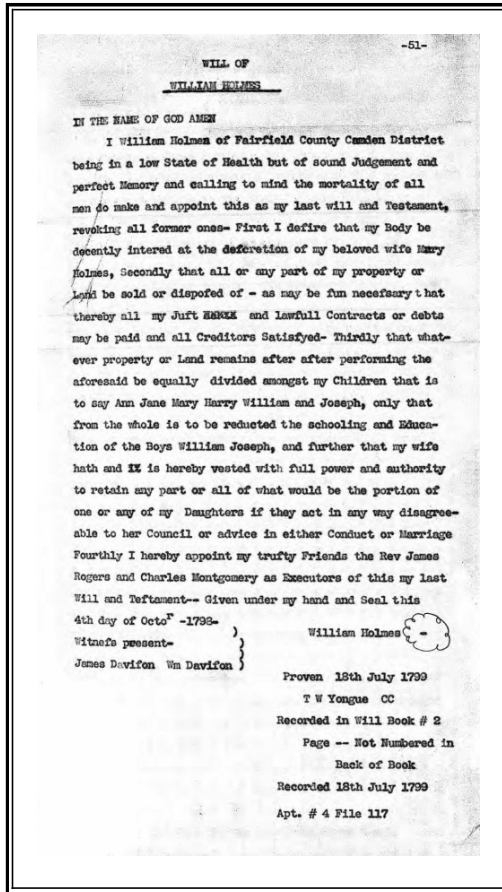 -51-
WILL OF
WILLIAM HOLMES
IN THE NAME OF GOD AMEN
I William Holmes of Fairfield County Camden District
being in a low State of Health but of sound Judgement and
perfect Memory and calling to mind the mortality of all
men do make and appoint this as my last will and Testament,
revoking all former ones- First I defire that my Body be
decently intered at the defcretion of my beloved wife Mary
Holmes, Secondly that all or any part of my property or
Land be sold or dispofed of - as may be fun necefsary that
thereby all my Juft and lawfull Contracts or debts
may be paid and all Creditors Satisfyed- Thirdly that what-
ever property or Land remains after after performing the
aforesaid be equally divided amongst my Children that is
to say Ann Jane Mary Harry William and Joseph, only that
from the whole is to be reducted the schooling and Educa-
tion of the Boys William Joseph, and further that my wife
hath and is hereby vested with full power and authority
to retain any part or all of what would be the portion of
one or any of my Daughters if they act in any way disagree-
able to her Council or advice in either Conduct or Marriage
Fourthly I hereby appoint my trufty Friends the Rev James
Rogers and Charles Montgomery as Executors of this my last
Will and Teftament-- Given under my hand and Seal this
4th day of Octor -1798-
Witnefs present-
William Holmes -
James Davifon Wm Davifon
Proven 18th July 1799
T W Yongue CC
Recorded in Will Book # 2
Page -- Not Numbered in
Back of Book
Recorded 18th July 1799
Apt. # 4 File 117